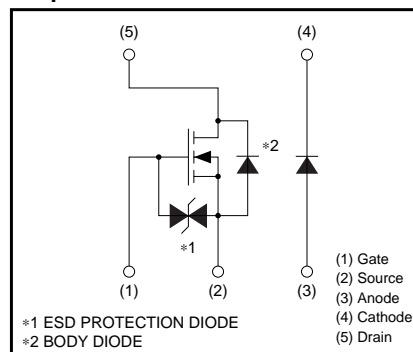 (5) (4)
∗2
∗1
(1) (2) (3)
(1) Gate
(2) Source
(3) Anode
(4) Cathode
(5) Drain
∗1 ESD PROTECTION DIODE
∗2 BODY DIODE